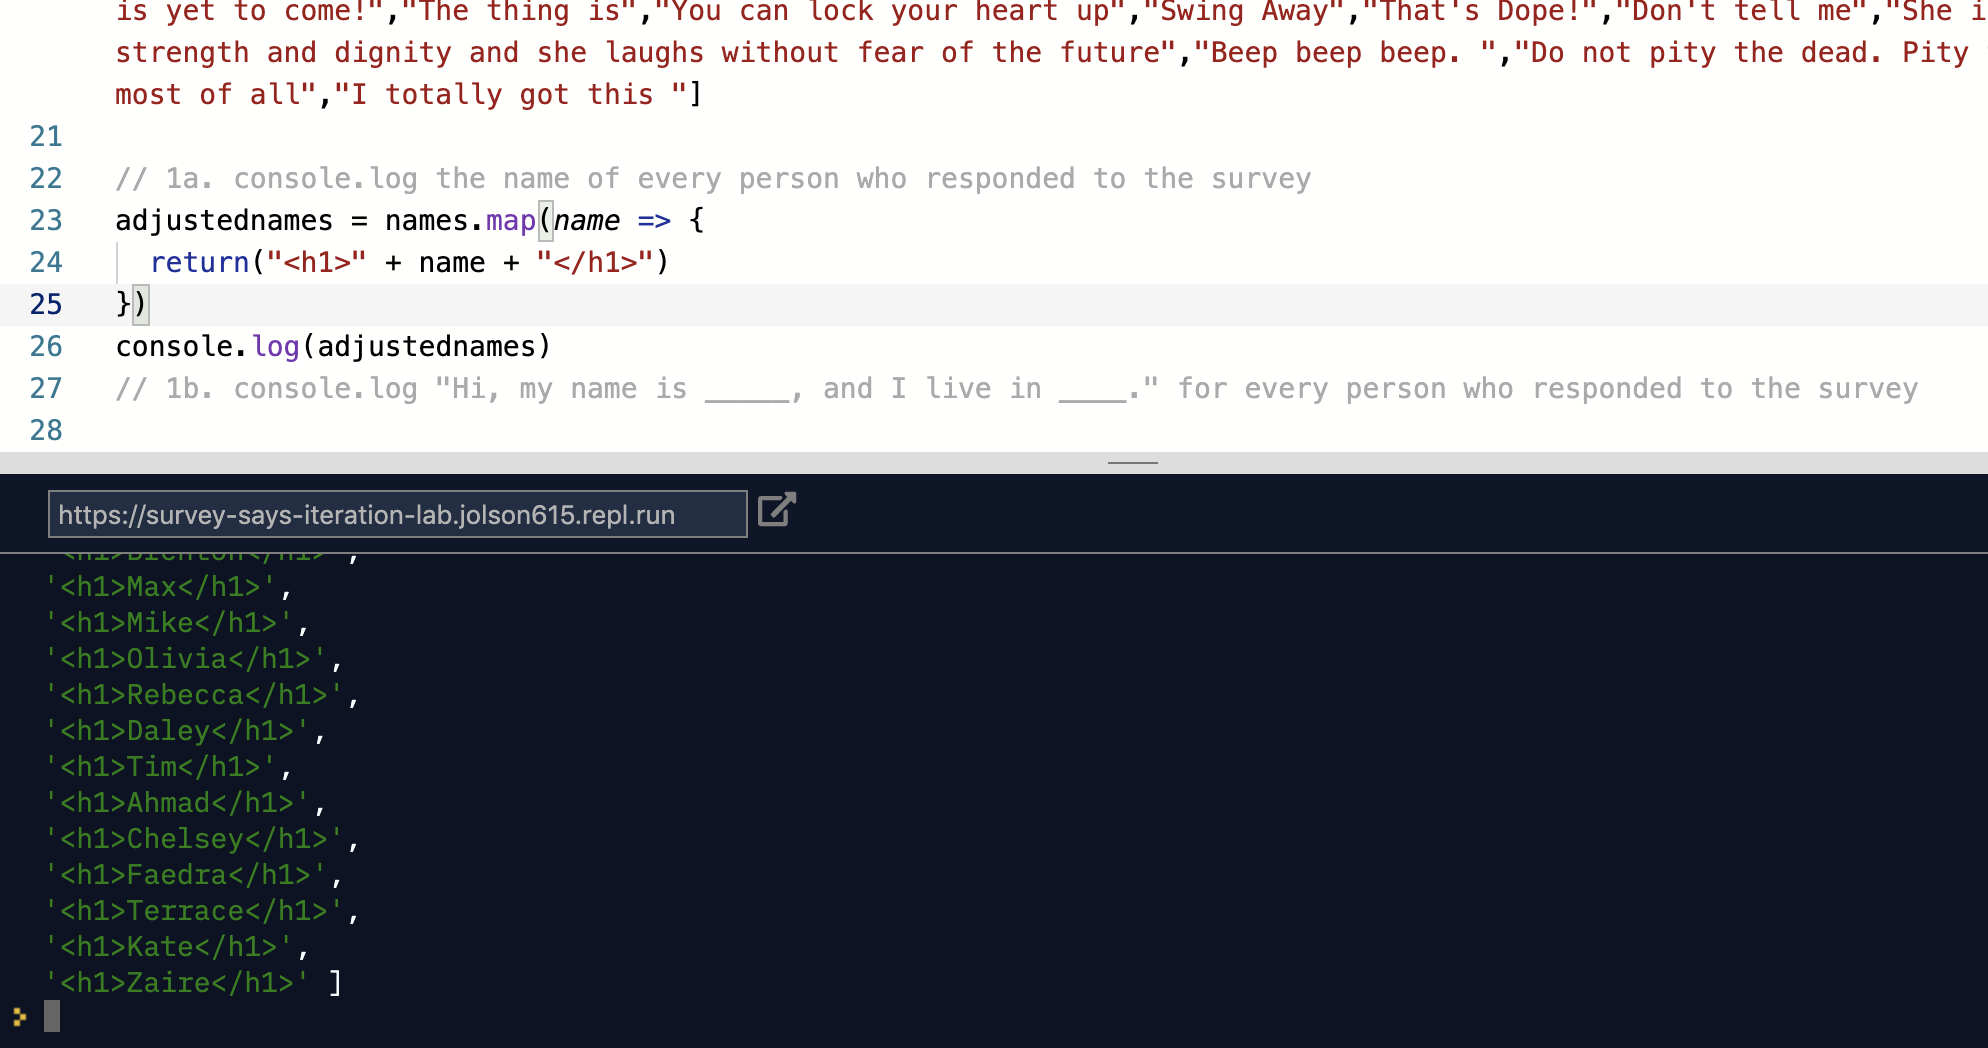 is yet to come!","The thing is","You can lock your heart up","Swing Away","That's Dope!","Don't tell me","She i
strength and dignity and she laughs without fear of the future","Beep beep beep. ","Do not pity the dead. Pity
most of all","I totally got this "]
21
22 // 1a. console.log the name of every person who responded to the survey
23 adjustednames = names.map(name => {
24 return("<h1>" + name + "</h1>")
25 })
26 console.log(adjustednames)
27 // 1b. console.log "Hi, my name is _____, and I live in ____." for every person who responded to the survey
28
https://survey-says-iteration-lab.jolson615.repl.run
'<h1>Max</h1>',
'<h1>Mike</h1>',
'<h1>Olivia</h1>',
'<h1>Rebecca</h1>',
'<h1>Daley</h1>',
'<h1>Tim</h1>',
'<h1>Ahmad</h1>',
'<h1>Chelsey</h1>',
'<h1>Faedra</h1>',
'<h1>Terrace</h1>',
'<h1>Kate</h1>',
'<h1>Zaire</h1>' ]